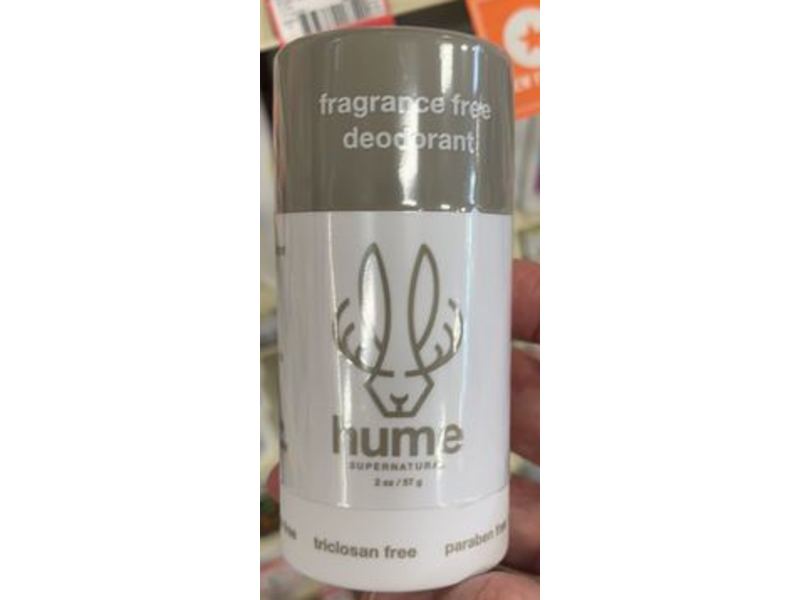 fragrance free
deodorant
hume
SUPERNATURAL
2 oz / 57 g
triclosan free
paraben free